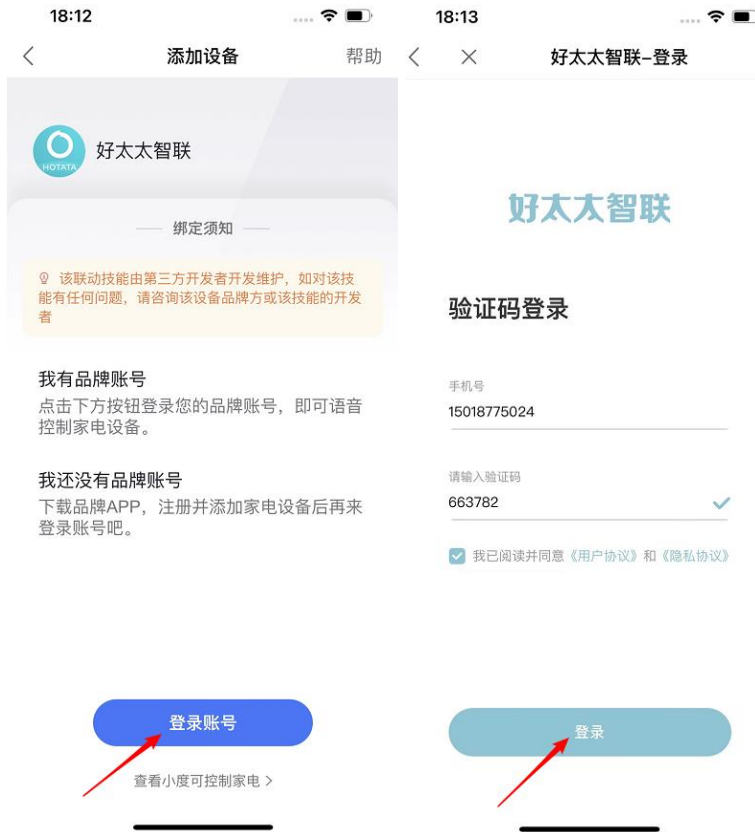 18:12
添加设备
帮助
HOTATA
好太太智联
绑定须知
该联动技能由第三方开发者开发维护，如对该技
能有任何问题，请咨询该设备品牌方或该技能的开发
者
我有品牌账号
点击下方按钮登录您的品牌账号，即可语音
控制家电设备。
我还没有品牌账号
下载品牌APP，注册并添加家电设备后再来
登录账号吧。
登录账号
查看小度可控制家电 >
18:13
好太太智联-登录
好太太智联
验证码登录
手机号
15018775024
请输入验证码
663782
我已阅读并同意《用户协议》和《隐私协议》
登录